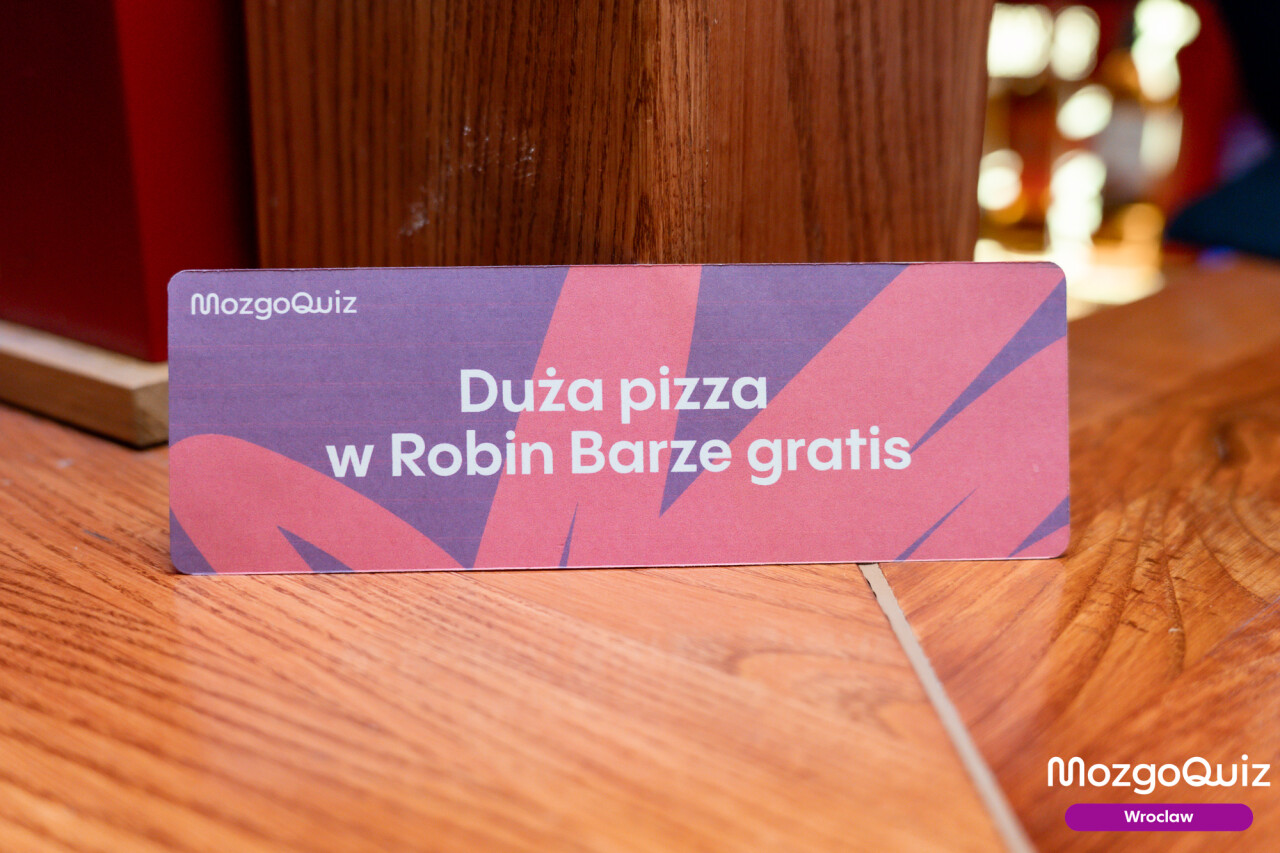 MozgoQuiz
Duża pizza
w Robin Barze gratis
MozgoQuiz
Wroclaw